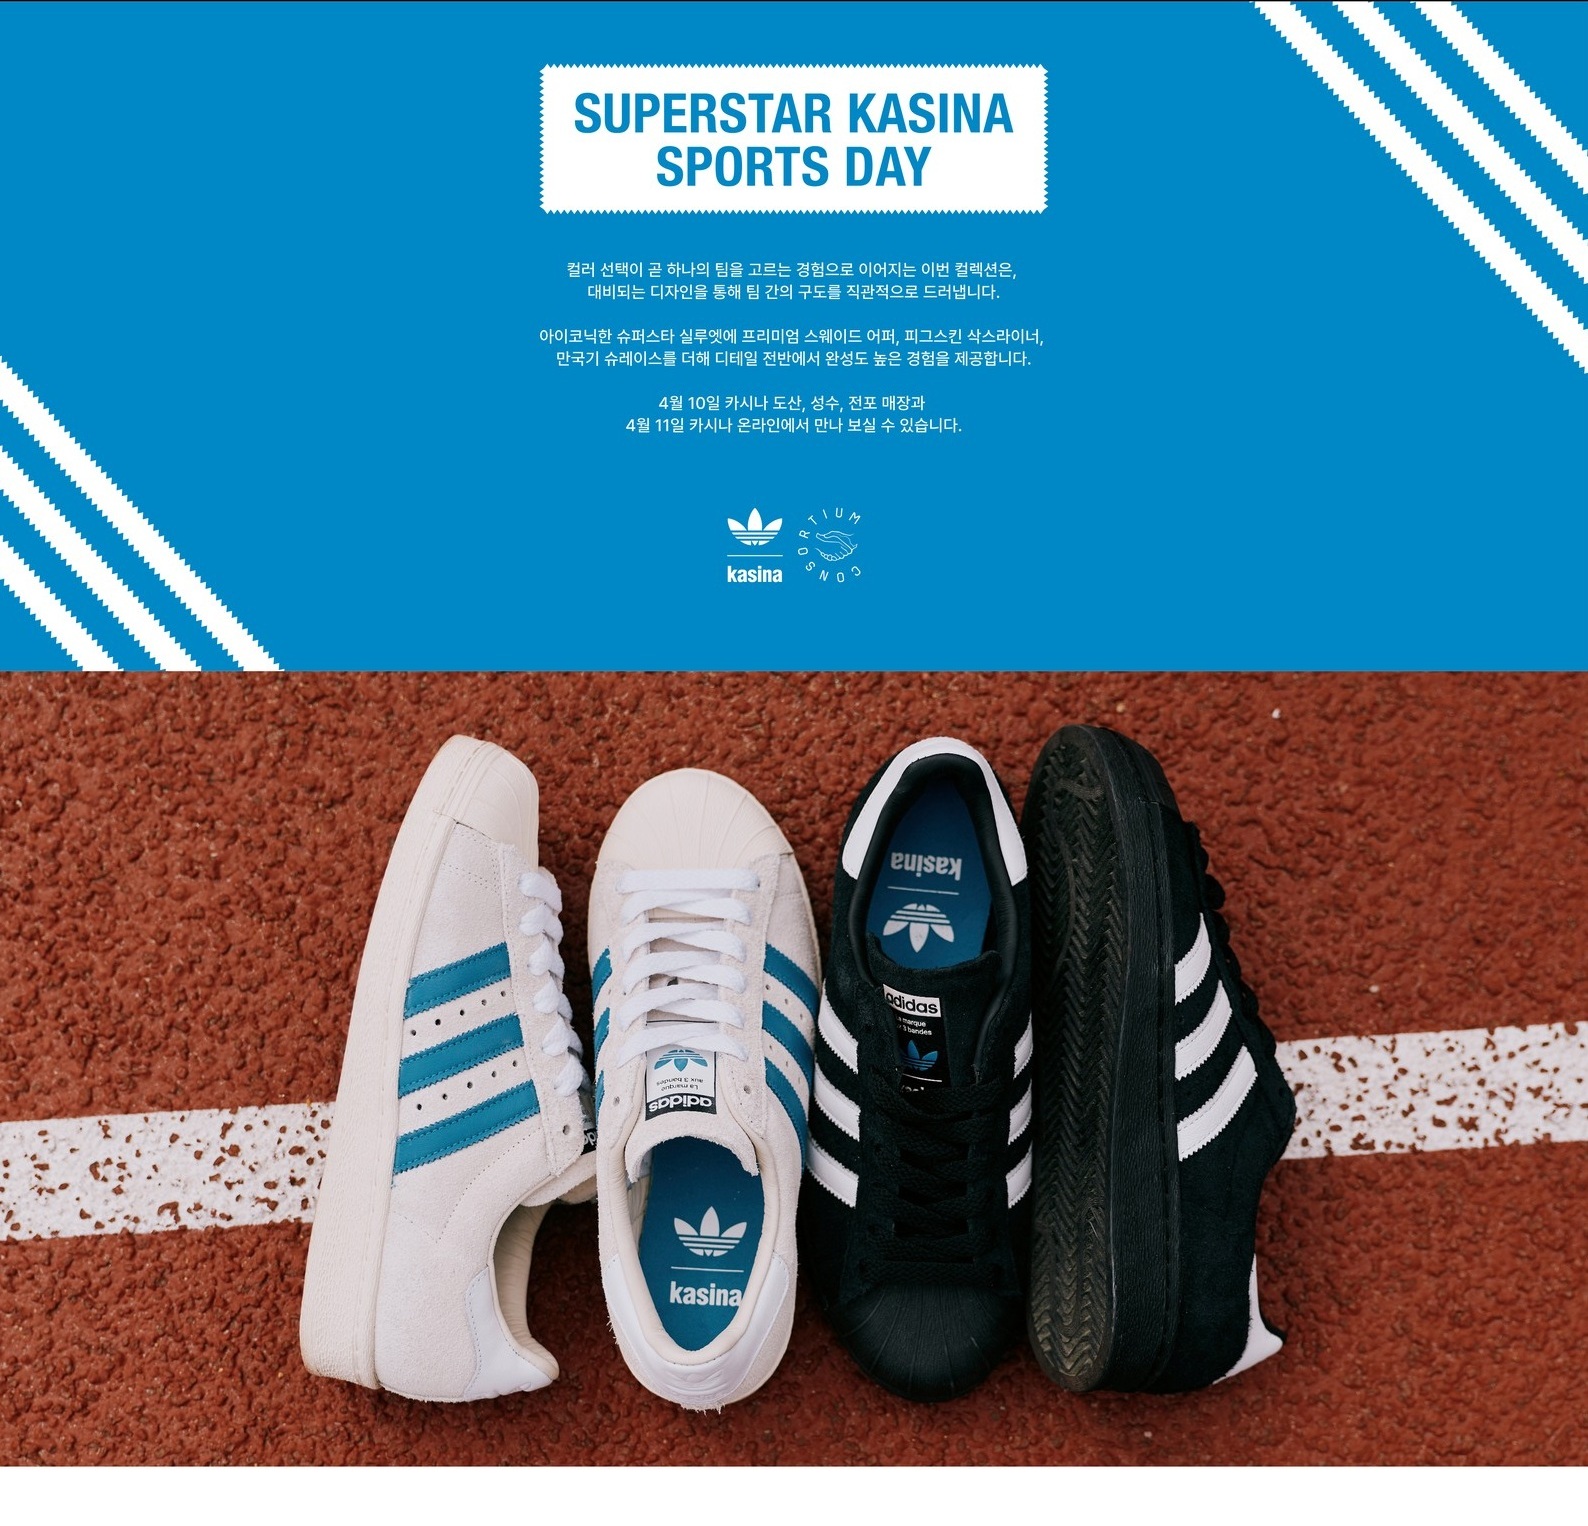 SUPERSTAR KASINA
SPORTS DAY
컬러 선택이 곧 하나의 팀을 고르는 경험으로 이어지는 이번 컬렉션은,
대비되는 디자인을 통해 팀 간의 구도를 직관적으로 드러냅니다.
아이코닉한 슈퍼스타 실루엣에 프리미엄 스웨이드 어퍼, 피그스킨 삭스라이너,
만국기 슈레이스를 더해 디테일 전반에서 완성도 높은 경험을 제공합니다.
4월 10일 카시나 도산, 성수, 전포 매장과
4월 11일 카시나 온라인에서 만나 보실 수 있습니다.
kasina
CONSORTIUM
kasina
adidas
La marque
aux 3 bandes
kasina
adidas
marque
3 bandes